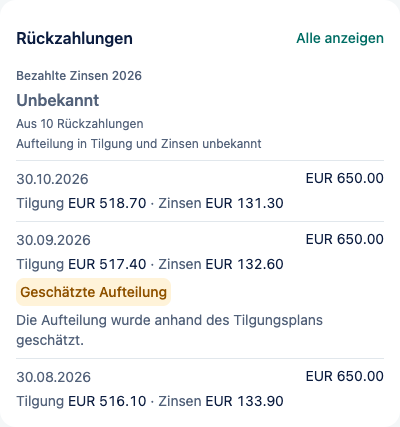 Rückzahlungen
Alle anzeigen
Bezahlte Zinsen 2026
Unbekannt
Aus 10 Rückzahlungen
Aufteilung in Tilgung und Zinsen unbekannt
30.10.2026
EUR 650.00
Tilgung EUR 518.70 · Zinsen EUR 131.30
30.09.2026
EUR 650.00
Tilgung EUR 517.40 · Zinsen EUR 132.60
Geschätzte Aufteilung
Die Aufteilung wurde anhand des Tilgungsplans
geschätzt.
30.08.2026
EUR 650.00
Tilgung EUR 516.10 · Zinsen EUR 133.90